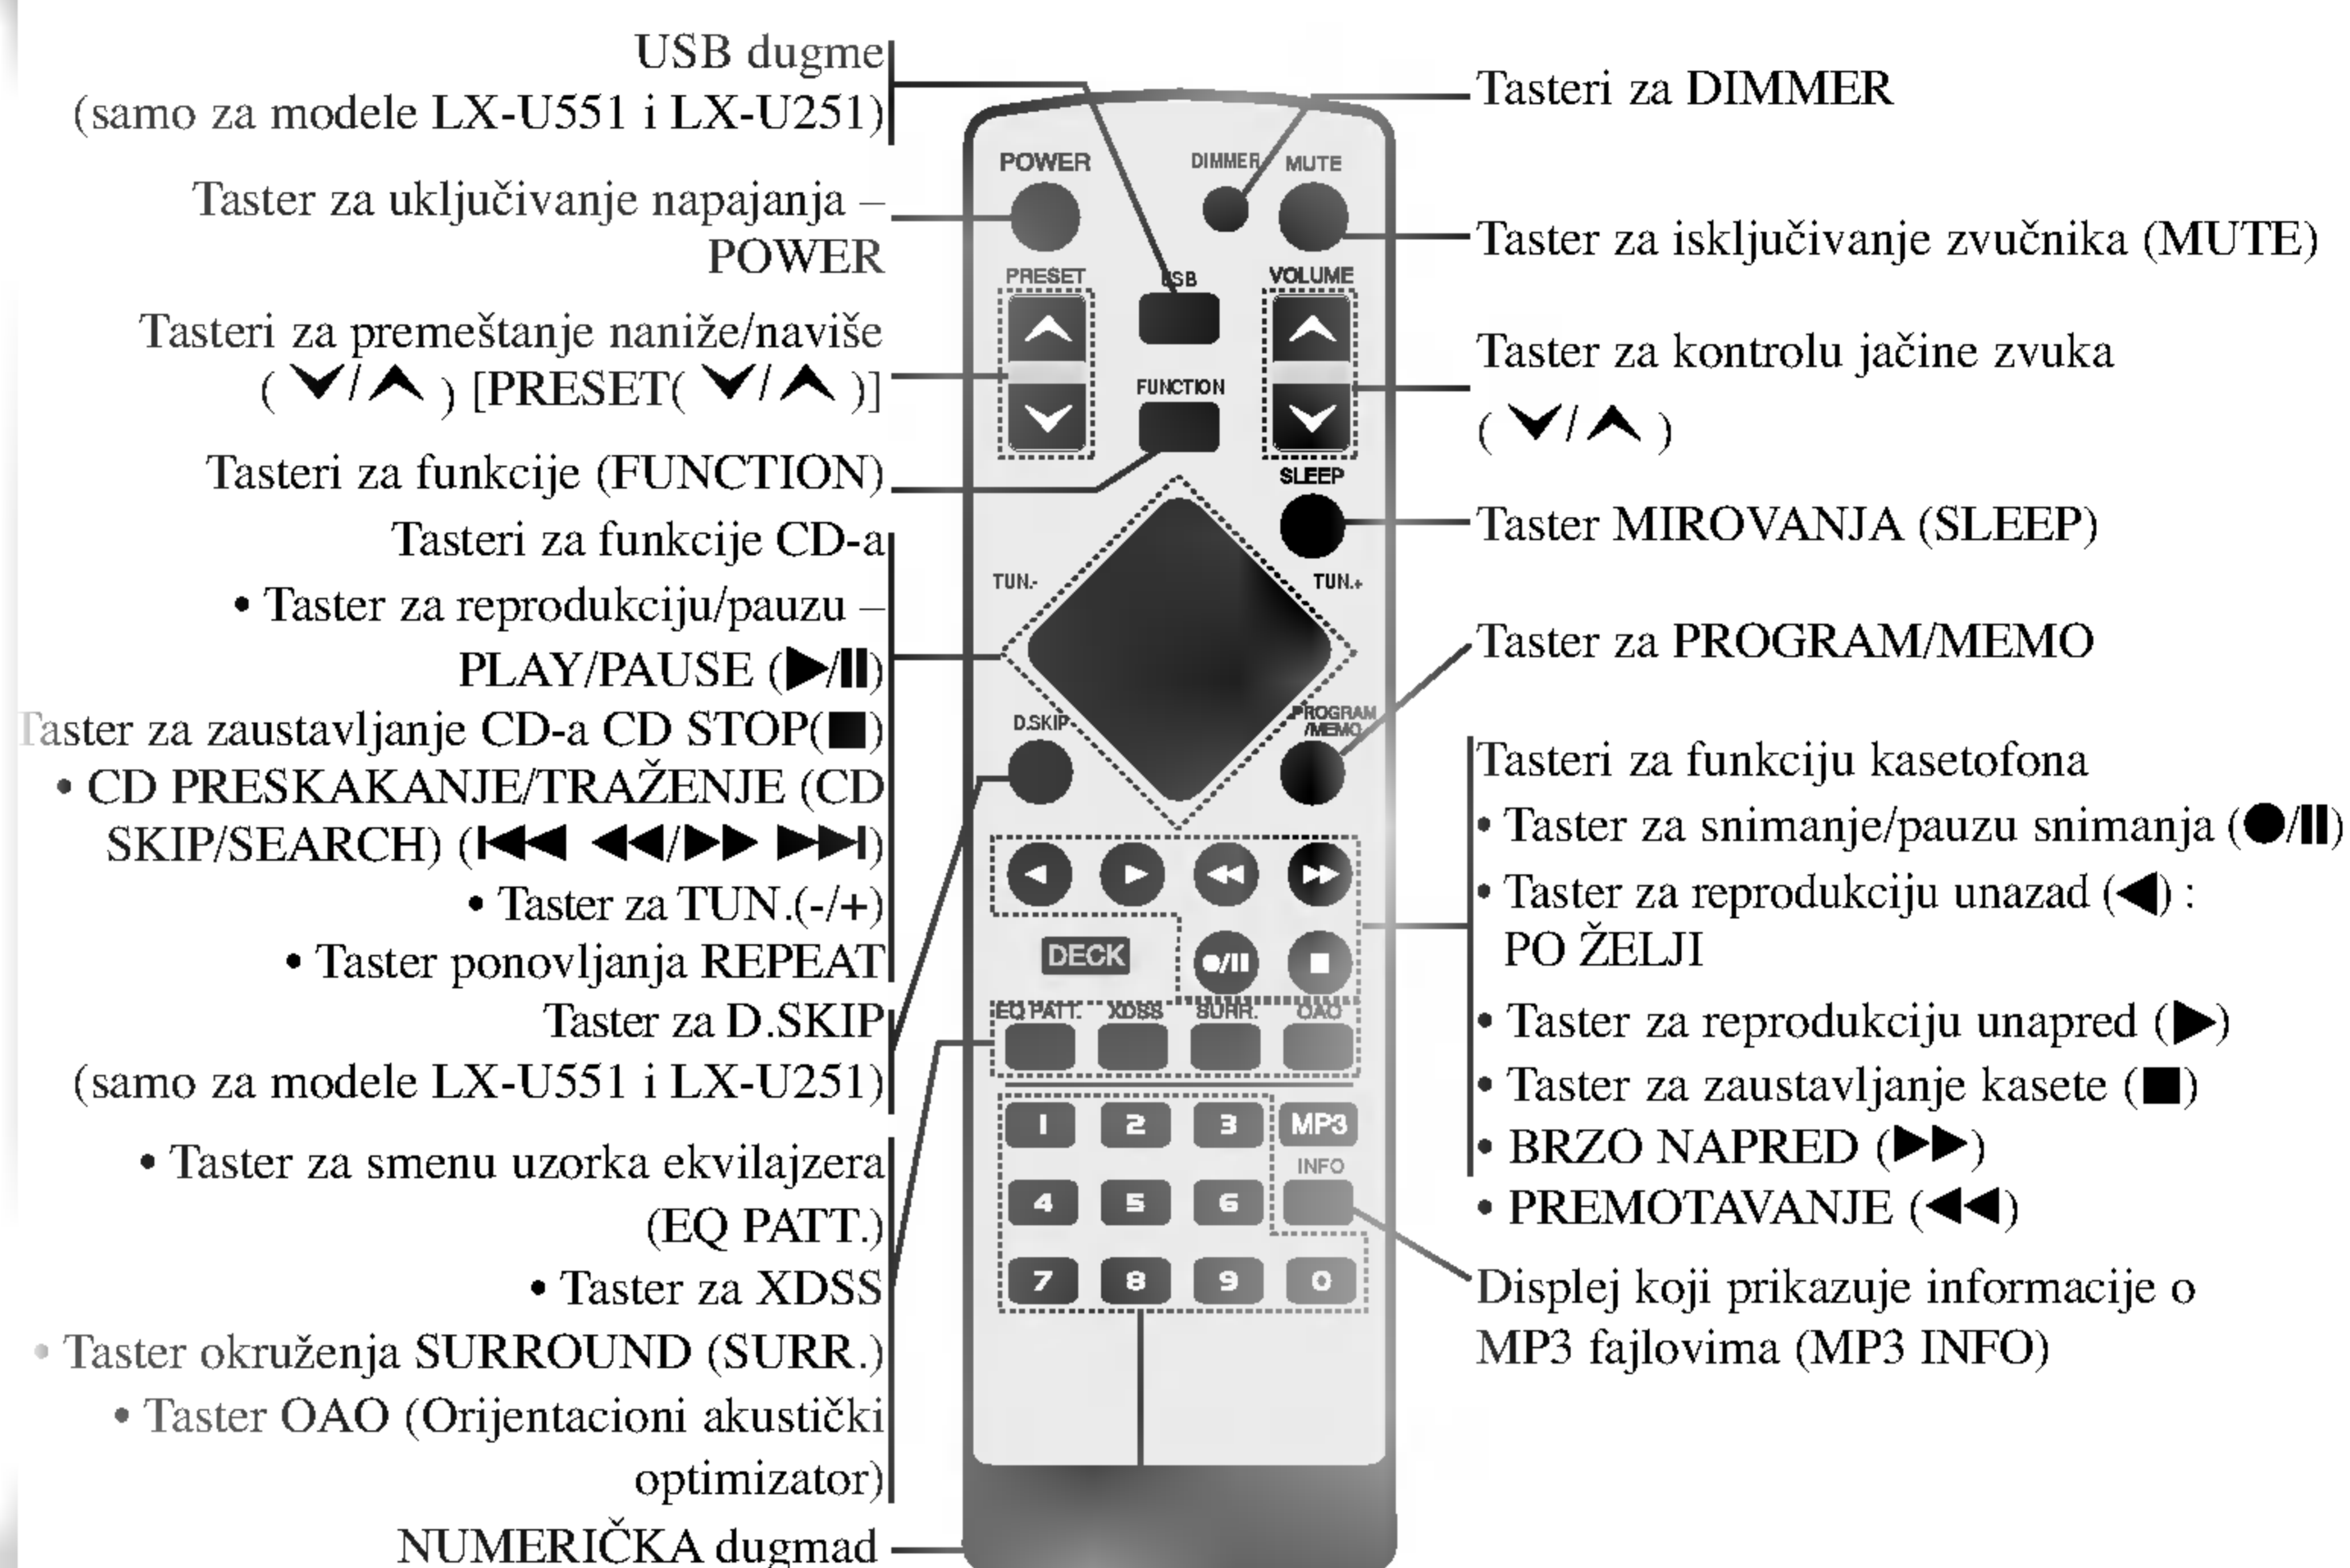 USB dugme
(samo za modele LX-U551 i LX-U251)
Taster za uključivanje napajanja –
POWER
Tasteri za premeštanje naniže/naviše
( ⌄/⌃ ) [PRESET( ⌄/⌃ )]
Tasteri za funkcije (FUNCTION)
Tasteri za funkcije CD-a
• Taster za reprodukciju/pauzu –
PLAY/PAUSE (▶/❚❚)
Taster za zaustavljanje CD-a CD STOP(■)
• CD PRESKAKANJE/TRAŽENJE (CD
SKIP/SEARCH) (I◀◀ ◀◀/▶▶ ▶▶I)
• Taster za TUN.(-/+)
• Taster ponovljanja REPEAT
Taster za D.SKIP
(samo za modele LX-U551 i LX-U251)
• Taster za smenu uzorka ekvilajzera
(EQ PATT.)
• Taster za XDSS
• Taster okruženja SURROUND (SURR.)
• Taster OAO (Orijentacioni akustički
optimizator)
NUMERIČKA dugmad
POWER DIMMER MUTE
PRESET USB VOLUME
FUNCTION
SLEEP
TUN.- TUN.+
D.SKIP PROGRAM
/MEMO
◀ ▶ ◀◀ ▶▶
DECK ●/❚❚ ■
EQ PATT. XDSS SURR. OAO
1 2 3 MP3
INFO
4 5 6
7 8 9 0
Tasteri za DIMMER
Taster za isključivanje zvučnika (MUTE)
Taster za kontrolu jačine zvuka
( ⌄/⌃ )
Taster MIROVANJA (SLEEP)
Taster za PROGRAM/MEMO
Tasteri za funkciju kasetofona
• Taster za snimanje/pauzu snimanja (●/❚❚)
• Taster za reprodukciju unazad (◀) :
PO ŽELJI
• Taster za reprodukciju unapred (▶)
• Taster za zaustavljanje kasete (■)
• BRZO NAPRED (▶▶)
• PREMOTAVANJE (◀◀)
Displej koji prikazuje informacije o
MP3 fajlovima (MP3 INFO)